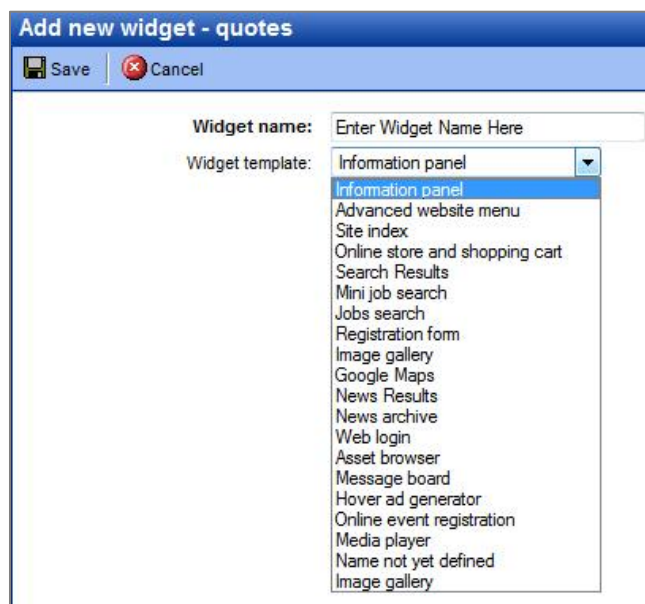 Add new widget - quotes
Save Cancel
Widget name: Enter Widget Name Here
Widget template: Information panel
Information panel
Advanced website menu
Site index
Online store and shopping cart
Search Results
Mini job search
Jobs search
Registration form
Image gallery
Google Maps
News Results
News archive
Web login
Asset browser
Message board
Hover ad generator
Online event registration
Media player
Name not yet defined
Image gallery